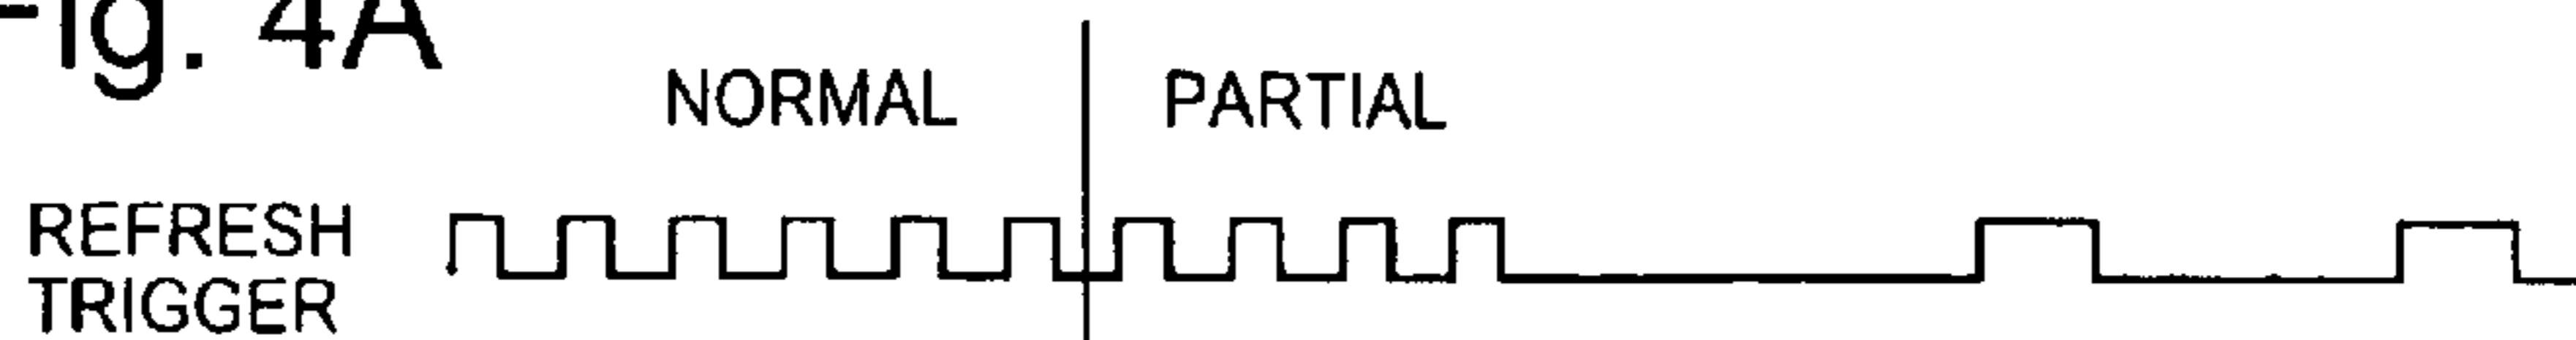 Fig. 4A
NORMAL PARTIAL
REFRESH
TRIGGER